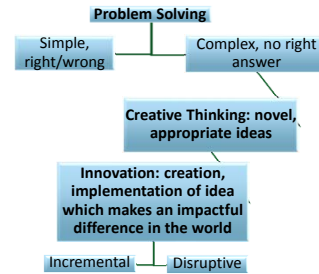 Problem Solving
Simple,
right/wrong
Complex, no right
answer
Creative Thinking: novel,
appropriate ideas
Innovation: creation,
implementation of idea
which makes an impactful
difference in the world
Incremental
Disruptive